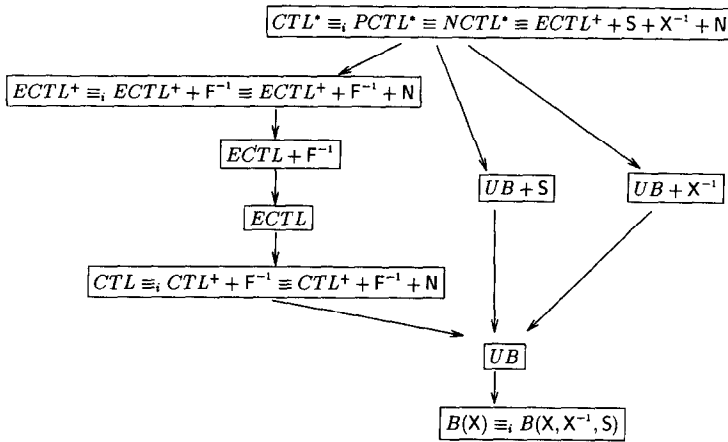 CTL* ≡ᵢ PCTL* ≡ NCTL* ≡ ECTL⁺ + S + X⁻¹ + N
ECTL⁺ ≡ᵢ ECTL⁺ + F⁻¹ ≡ ECTL⁺ + F⁻¹ + N
ECTL + F⁻¹
UB + S
UB + X⁻¹
ECTL
CTL ≡ᵢ CTL⁺ + F⁻¹ ≡ CTL⁺ + F⁻¹ + N
UB
B(X) ≡ᵢ B(X, X⁻¹, S)